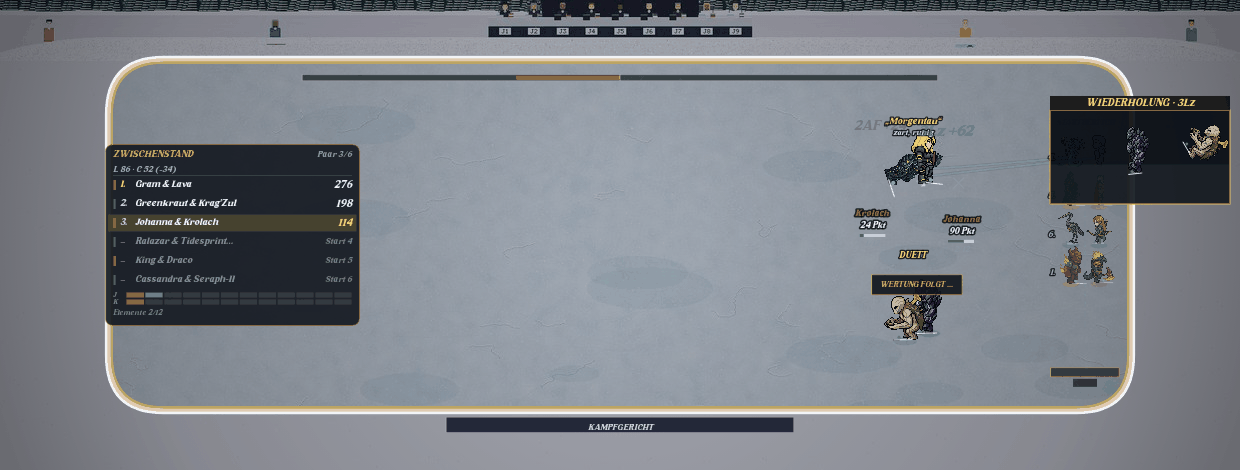 J1 J2 J3 J4 J5 J6 J7 J8 J9
WIEDERHOLUNG · 3Lz
„Morgentau“
zart, ruhig
2AF
z +62
ZWISCHENSTAND
Paar 3/6
L 86 · C 52 (-34)
1. Gram & Lava 276
2. Greenkraut & Krag'Zul 198
3. Johanna & Krolach 114
– Ralazar & Tidesprint... Start 4
– King & Draco Start 5
– Cassandra & Seraph-II Start 6
J
K
Elemente 2/12
Krolach
24 Pkt
Johanna
90 Pkt
DUETT
WERTUNG FOLGT ...
KAMPFGERICHT